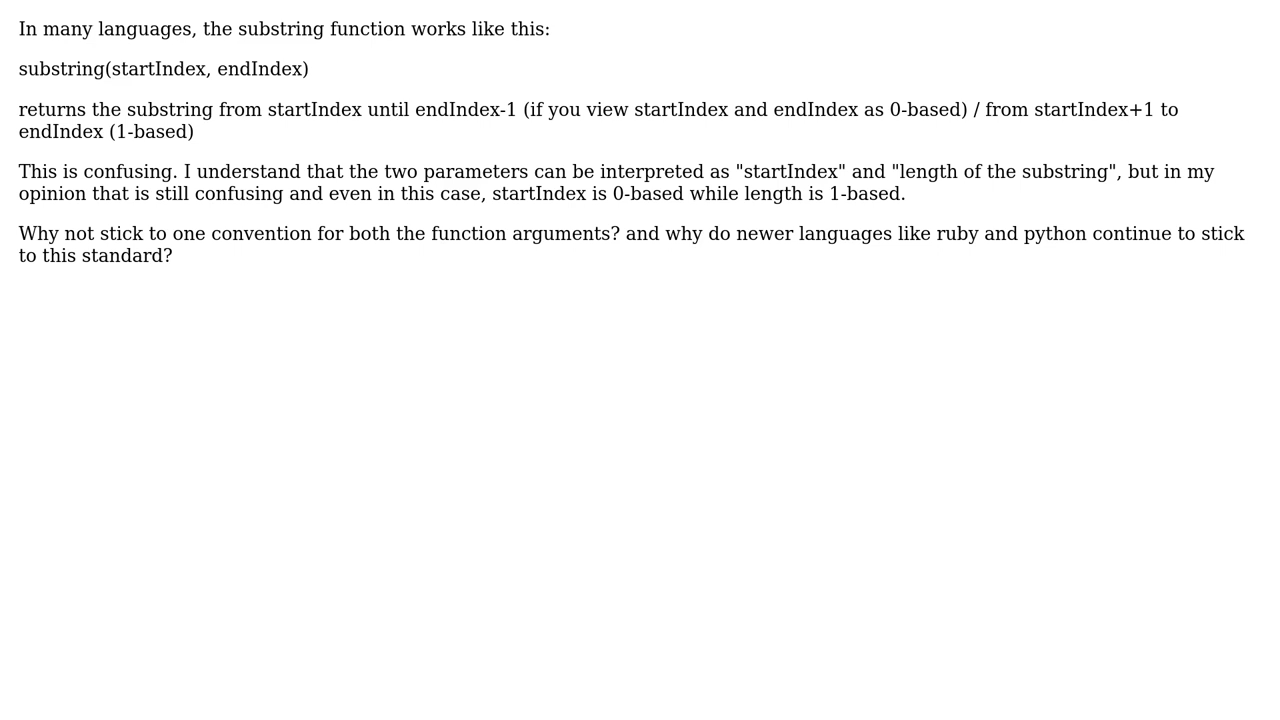 In many languages, the substring function works like this:
substring(startIndex, endIndex)
returns the substring from startIndex until endIndex-1 (if you view startIndex and endIndex as 0-based) / from startIndex+1 to
endIndex (1-based)
This is confusing. I understand that the two parameters can be interpreted as "startIndex" and "length of the substring", but in my
opinion that is still confusing and even in this case, startIndex is 0-based while length is 1-based.
Why not stick to one convention for both the function arguments? and why do newer languages like ruby and python continue to stick
to this standard?